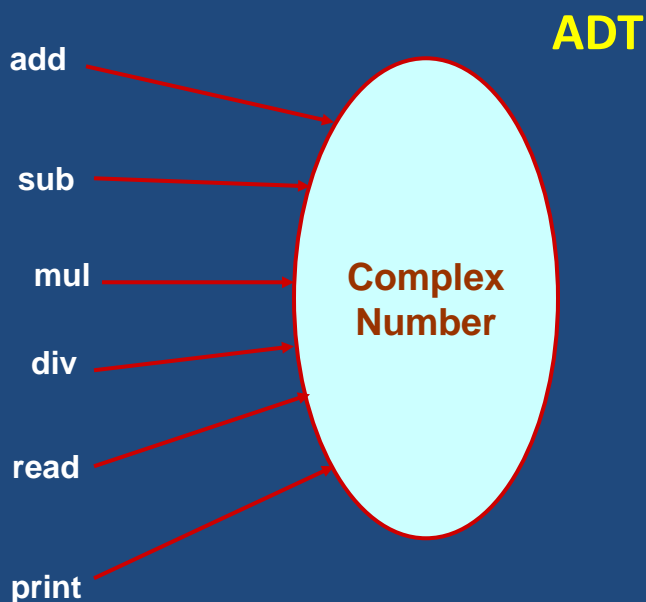 ADT
add
sub
mul
div
read
print
Complex
Number